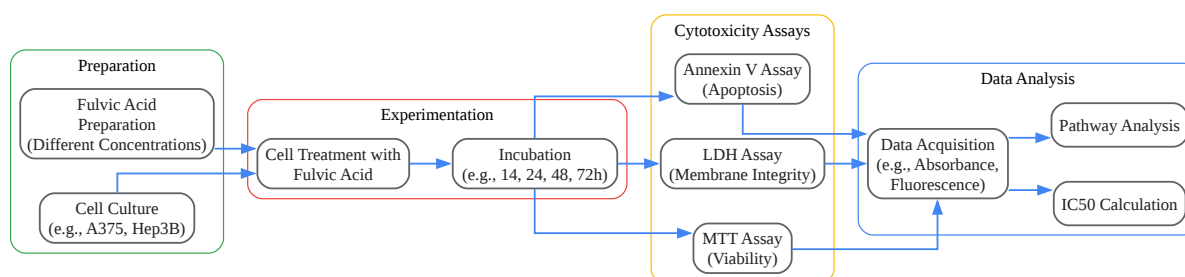 Preparation
Fulvic Acid
Preparation
(Different Concentrations)
Cell Culture
(e.g., A375, Hep3B)
Experimentation
Cell Treatment with
Fulvic Acid
Incubation
(e.g., 14, 24, 48, 72h)
Cytotoxicity Assays
Annexin V Assay
(Apoptosis)
LDH Assay
(Membrane Integrity)
MTT Assay
(Viability)
Data Analysis
Data Acquisition
(e.g., Absorbance,
Fluorescence)
Pathway Analysis
IC50 Calculation